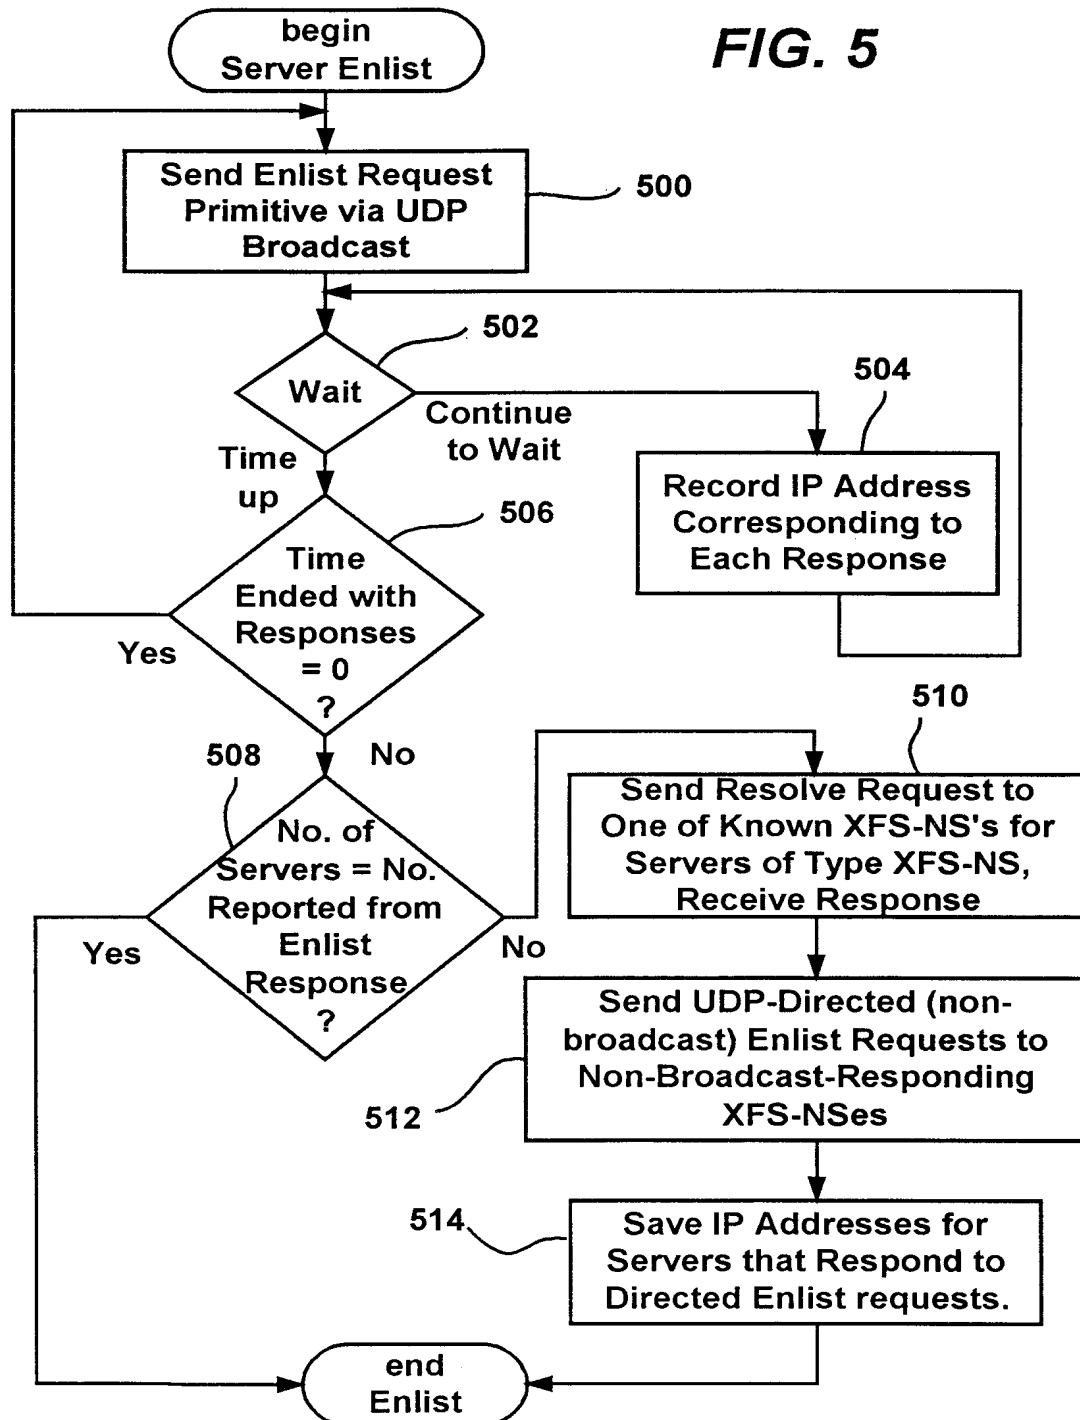 begin
Server Enlist
FIG. 5
Send Enlist Request
Primitive via UDP
Broadcast
500
502
Wait
Continue
to Wait
504
Record IP Address
Corresponding to
Each Response
Time
up
506
Time
Ended with
Responses
= 0
?
Yes
No
508
No. of
Servers = No.
Reported from
Enlist
Response
?
Yes
No
510
Send Resolve Request to
One of Known XFS-NS's for
Servers of Type XFS-NS,
Receive Response
Send UDP-Directed (non-
broadcast) Enlist Requests to
Non-Broadcast-Responding
XFS-NSes
512
514
Save IP Addresses for
Servers that Respond to
Directed Enlist requests.
end
Enlist